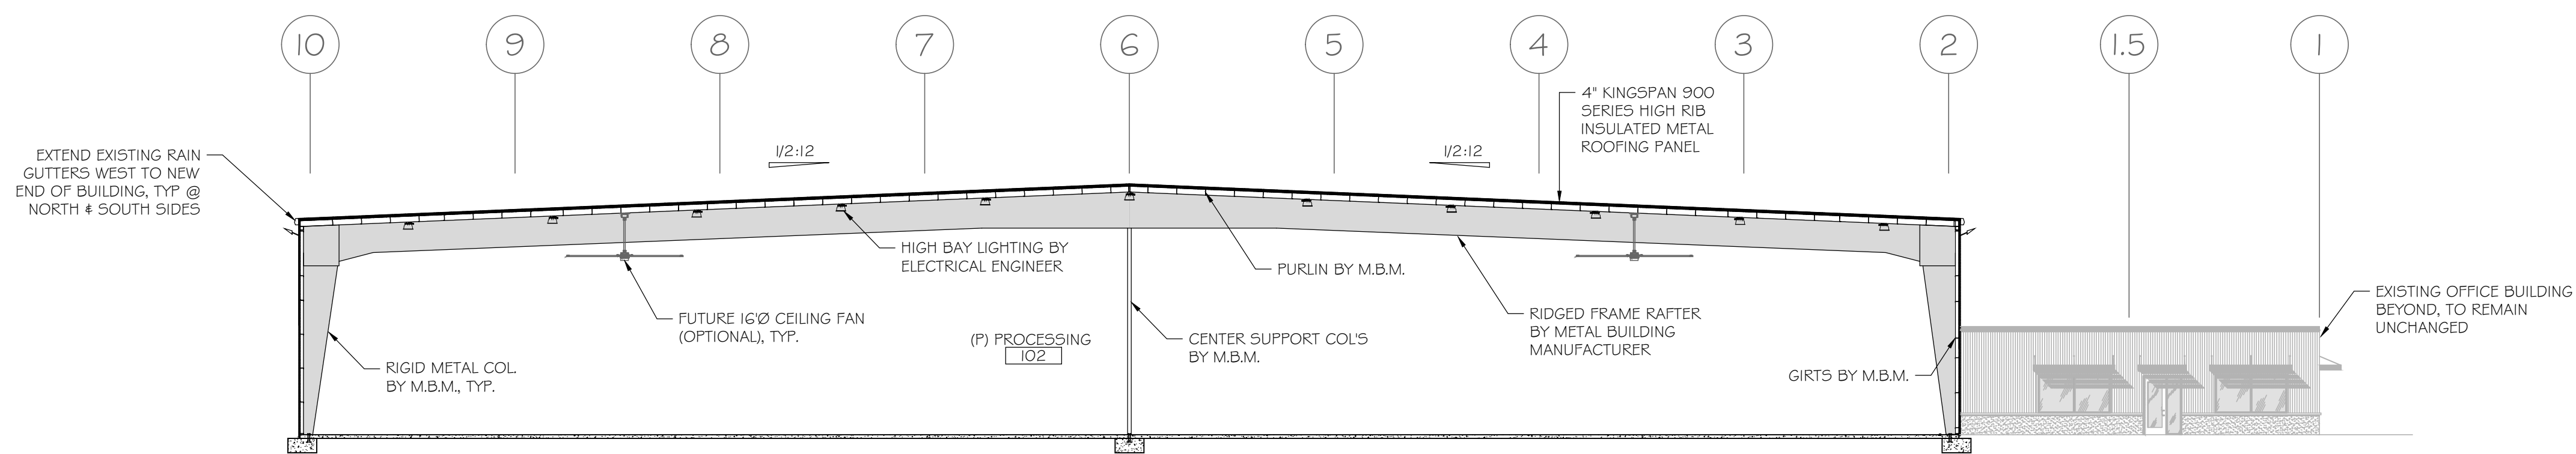 10
9
8
7
6
5
4
3
2
1.5
1
4" KINGSPAN 900
SERIES HIGH RIB
INSULATED METAL
ROOFING PANEL
EXTEND EXISTING RAIN
GUTTERS WEST TO NEW
END OF BUILDING, TYP @
NORTH & SOUTH SIDES
1/2:12
1/2:12
HIGH BAY LIGHTING BY
ELECTRICAL ENGINEER
PURLIN BY M.B.M.
FUTURE 16'Ø CEILING FAN
(OPTIONAL), TYP.
(P) PROCESSING
102
CENTER SUPPORT COL'S
BY M.B.M.
RIDGED FRAME RAFTER
BY METAL BUILDING
MANUFACTURER
EXISTING OFFICE BUILDING
BEYOND, TO REMAIN
UNCHANGED
RIGID METAL COL.
BY M.B.M., TYP.
GIRTS BY M.B.M.